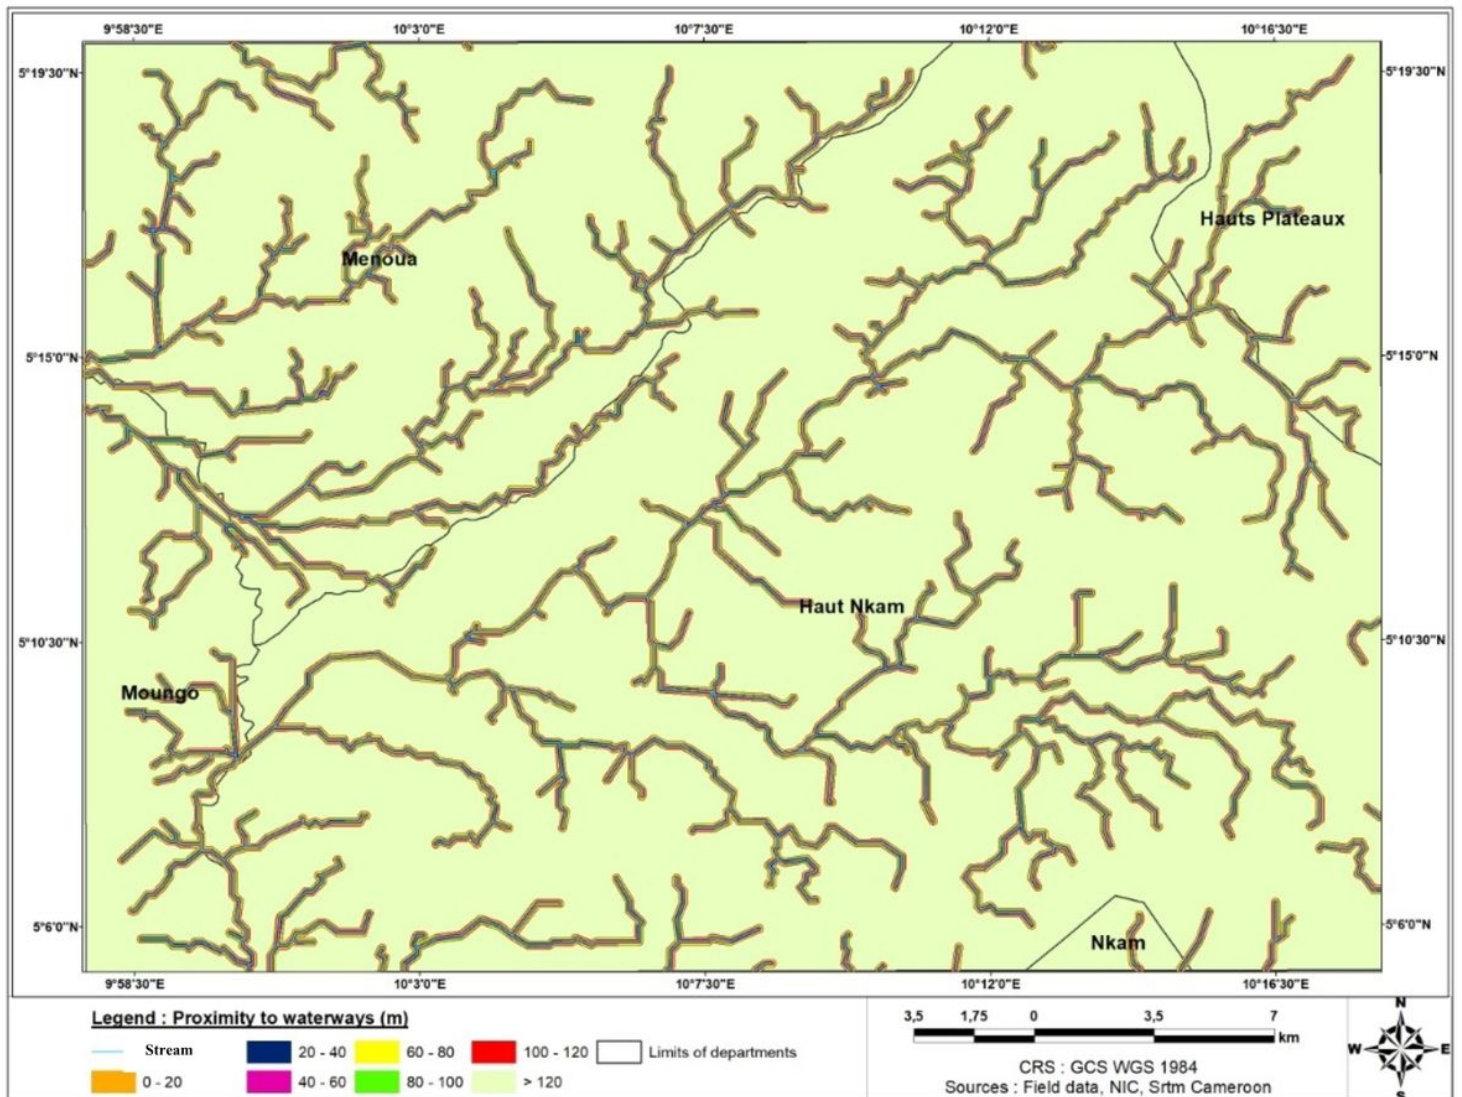 9°58'30"E 10°3'0"E 10°7'30"E 10°12'0"E 10°16'30"E
5°19'30"N 5°19'30"N
Hauts Plateaux
Menoua
5°15'0"N 5°15'0"N
Haut Nkam
5°10'30"N 5°10'30"N
Moungo
5°6'0"N 5°6'0"N
Nkam
9°58'30"E 10°3'0"E 10°7'30"E 10°12'0"E 10°16'30"E
Legend : Proximity to waterways (m)
Stream 20 - 40 60 - 80 100 - 120 Limits of departments
0 - 20 40 - 60 80 - 100 > 120
3,5 1,75 0 3,5 7
km
CRS : GCS WGS 1984
Sources : Field data, NIC, Srtm Cameroon
N
W E
S